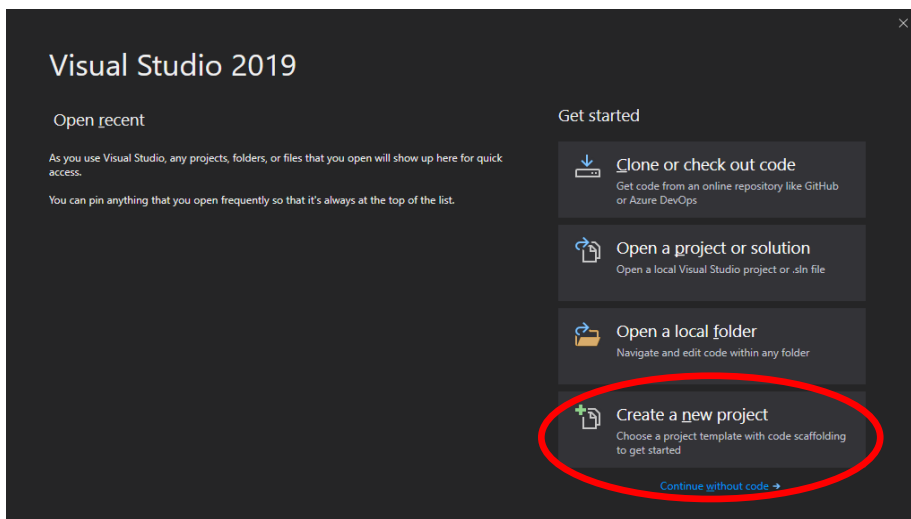 Visual Studio 2019
Open recent
As you use Visual Studio, any projects, folders, or files that you open will show up here for quick
access.
You can pin anything that you open frequently so that it's always at the top of the list.
Get started
Clone or check out code
Get code from an online repository like GitHub
or Azure DevOps
Open a project or solution
Open a local Visual Studio project or .sln file
Open a local folder
Navigate and edit code within any folder
Create a new project
Choose a project template with code scaffolding
to get started
Continue without code →